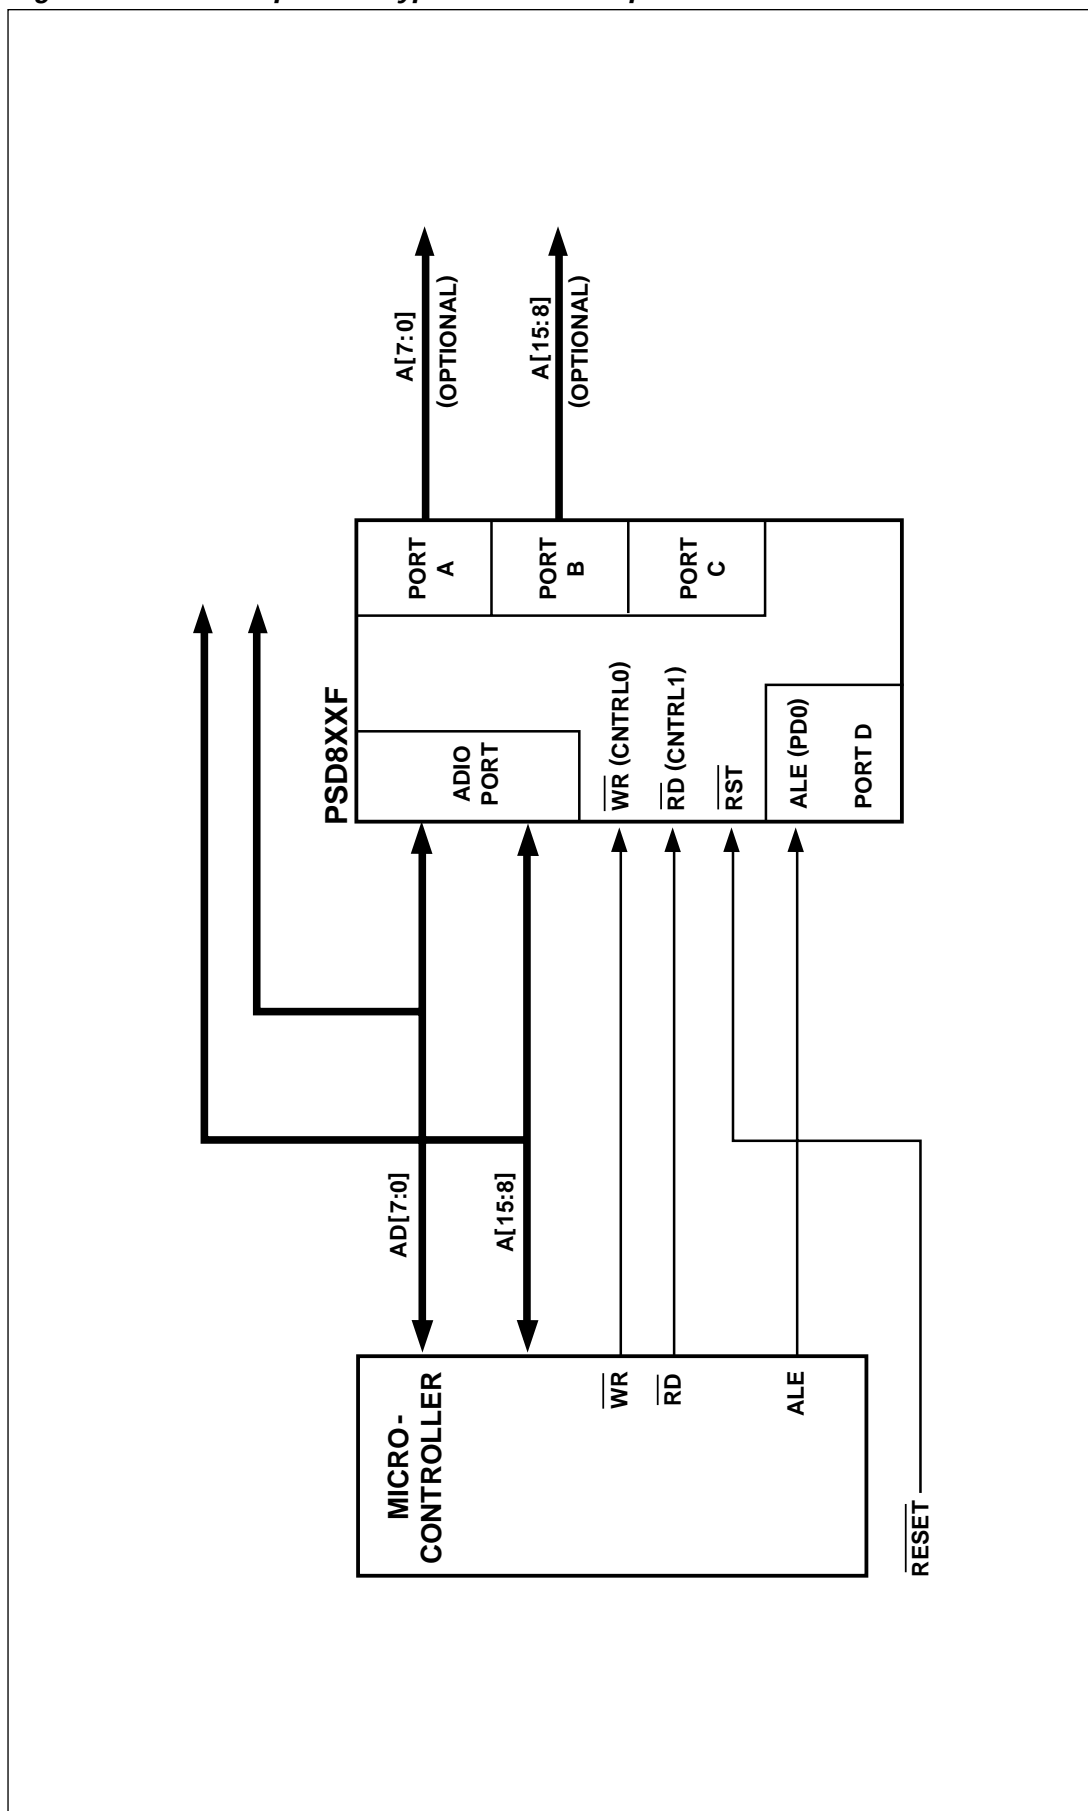 MICRO-
CONTROLLER
WR
RD
ALE
RESET
AD[7:0]
A[15:8]
PSD8XXF
ADIO
PORT
WR (CNTRL0)
RD (CNTRL1)
RST
ALE (PD0)
PORT D
PORT
A
PORT
B
PORT
C
A[7:0]
(OPTIONAL)
A[15:8]
(OPTIONAL)